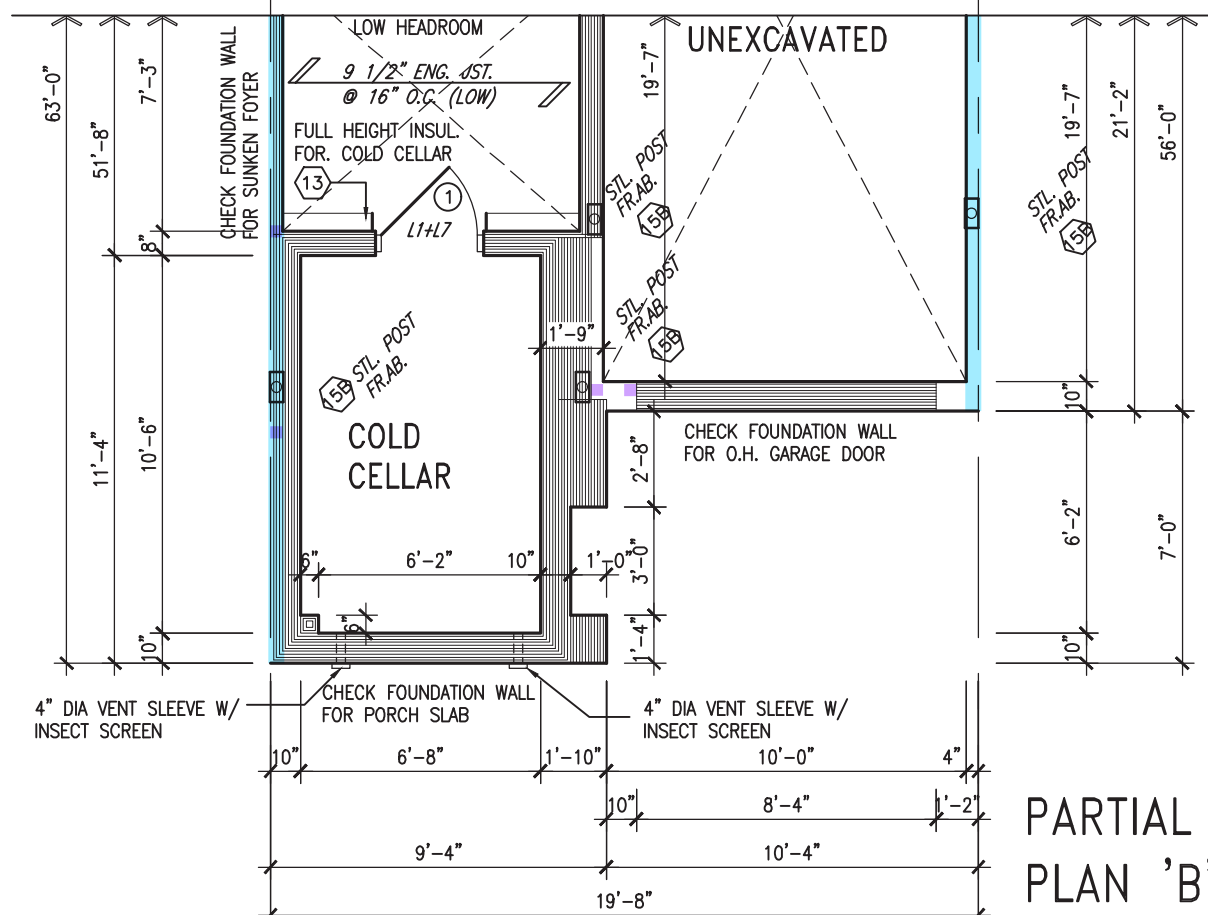 LOW HEADROOM
9 1/2" ENG. JST.
@ 16" O.C. (LOW)
FULL HEIGHT INSUL.
FOR. COLD CELLAR
13
1
L1+L7
CHECK FOUNDATION WALL
FOR SUNKEN FOYER
63'-0"
51'-8"
7'-3"
8"
11'-4"
10'-6"
10"
UNEXCAVATED
19'-7"
STL. POST
FR.AB.
15B
STL. POST
FR.AB.
15B
STL. POST
FR.AB.
15B
19'-7"
21'-2"
56'-0"
STL. POST
FR.AB.
15B
1'-9"
COLD
CELLAR
10"
CHECK FOUNDATION WALL
FOR O.H. GARAGE DOOR
2'-8"
3'-0"
1'-4"
6'-2"
7'-0"
10"
6"
6'-2"
10"
1'-0"
6"
4" DIA VENT SLEEVE W/
INSECT SCREEN
CHECK FOUNDATION WALL
FOR PORCH SLAB
4" DIA VENT SLEEVE W/
INSECT SCREEN
10"
6'-8"
1'-10"
10'-0"
4"
10"
8'-4"
1'-2"
9'-4"
10'-4"
19'-8"
PARTIAL
PLAN 'B'